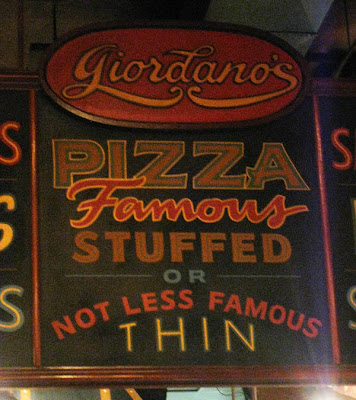 Giordano's
PIZZA
Famous
STUFFED
OR
NOT LESS FAMOUS
THIN